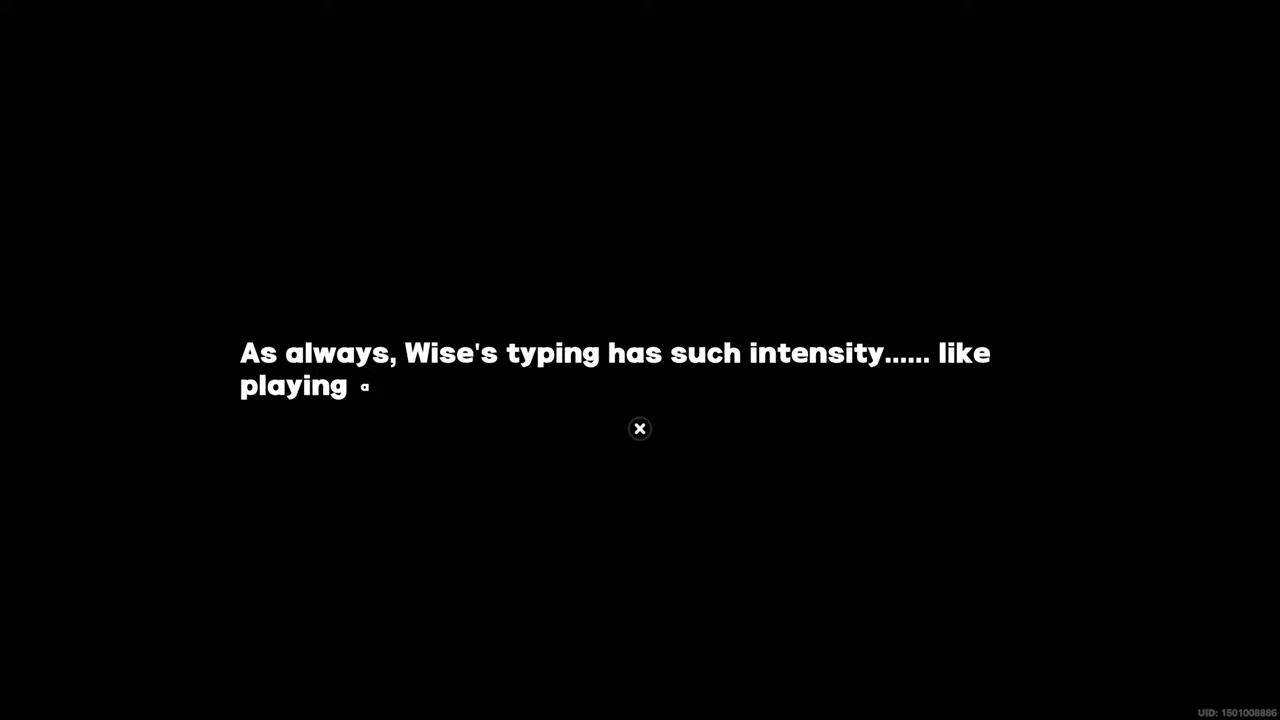 As always, Wise's typing has such intensity...... like
playing a
UID: 1501008886